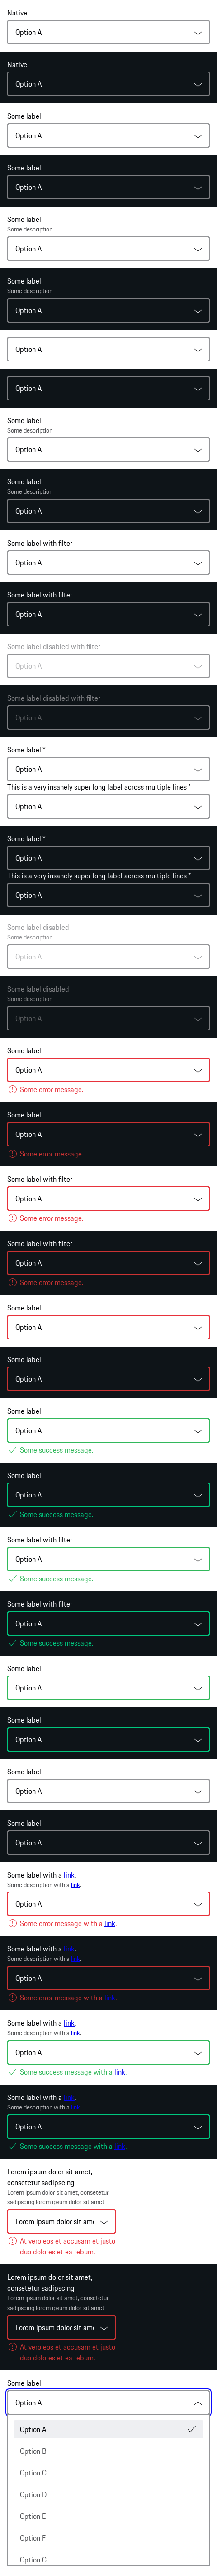 Native
Option A
Native
Option A
Some label
Option A
Some label
Option A
Some label
Some description
Option A
Some label
Some description
Option A
Option A
Option A
Some label
Some description
Option A
Some label
Some description
Option A
Some label with filter
Option A
Some label with filter
Option A
Some label disabled with filter
Option A
Some label disabled with filter
Option A
Some label *
Option A
This is a very insanely super long label across multiple lines *
Option A
Some label *
Option A
This is a very insanely super long label across multiple lines *
Option A
Some label disabled
Some description
Option A
Some label disabled
Some description
Option A
Some label
Option A
Some error message.
Some label
Option A
Some error message.
Some label with filter
Option A
Some error message.
Some label with filter
Option A
Some error message.
Some label
Option A
Some label
Option A
Some label
Option A
Some success message.
Some label
Option A
Some success message.
Some label with filter
Option A
Some success message.
Some label with filter
Option A
Some success message.
Some label
Option A
Some label
Option A
Some label
Option A
Some label
Option A
Some label with a link.
Some description with a link.
Option A
Some error message with a link.
Some label with a link.
Some description with a link.
Option A
Some error message with a link.
Some label with a link.
Some description with a link.
Option A
Some success message with a link.
Some label with a link.
Some description with a link.
Option A
Some success message with a link.
Lorem ipsum dolor sit amet,
consetetur sadipscing
Lorem ipsum dolor sit amet, consetetur
sadipscing lorem ipsum dolor sit amet
Lorem ipsum dolor sit am
At vero eos et accusam et justo
duo dolores et ea rebum.
Lorem ipsum dolor sit amet,
consetetur sadipscing
Lorem ipsum dolor sit amet, consetetur
sadipscing lorem ipsum dolor sit amet
Lorem ipsum dolor sit am
At vero eos et accusam et justo
duo dolores et ea rebum.
Some label
Option A
Option A
Option B
Option C
Option D
Option E
Option F
Option G